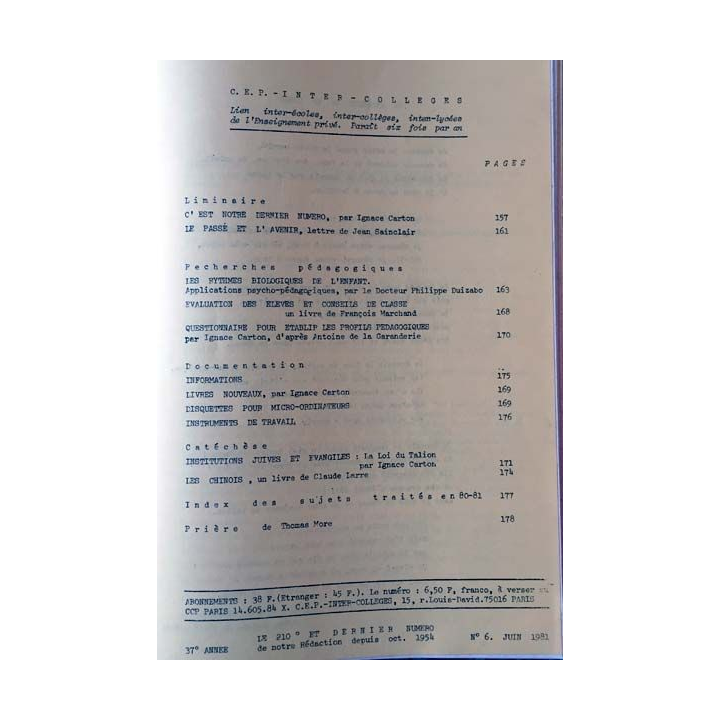 C.E.P.-INTER-COLLEGES
Lien inter-écoles, inter-collèges, inten-lycées
de l'Enseignement privé. Paraît six fois par an
PAGES
Liminaire
C'EST NOTRE DERNIER NUMERO, par Ignace Carton 157
LE PASSÉ ET L'AVENIR, lettre de Jean Sainclair 161
Pecherches pédagogiques
LES RYTEMES BIOLOGIQUES DE L'ENFANT.
Applications psycho-pédagogiques, par le Docteur Philippe Duizabo 163
EVALUATION DES ELEVES ET CONSEILS DE CLASSE
un livre de François Marchand 168
QUESTIONNAIRE POUR ETABLIP LES PROFILS PEDAGOGIQUES
par Ignace Carton, d'après Antoine de la Garanderie 170
Documentation
INFORMATIONS 175
LIVRES NOUVEAUX, par Ignace Carton 169
DISQUETTES POUR MICRO-ORDINATEURS 169
INSTRUMENTS DE TRAVAIL 176
Catéchèse
INSTITUTIONS JUIVES ET EVANGILES : La Loi du Talion
par Ignace Carton 171
LES CHINOIS, un livre de Claude Larre 174
Index des sujets traités en 80-81 177
Prière de Thomas More 178
ABONNEMENTS : 38 F.(Etranger : 45 F.). Le numéro : 6,50 F, franco, à verser au
CCP PARIS 14.605.84 X. C.E.P.-INTER-COLLEGES, 15, r.Louis-David.75016 PARIS
LE 210° ET DERNIER NUMERO
37° ANNEE de notre Rédaction depuis oct. 1954 N° 6. JUIN 1981